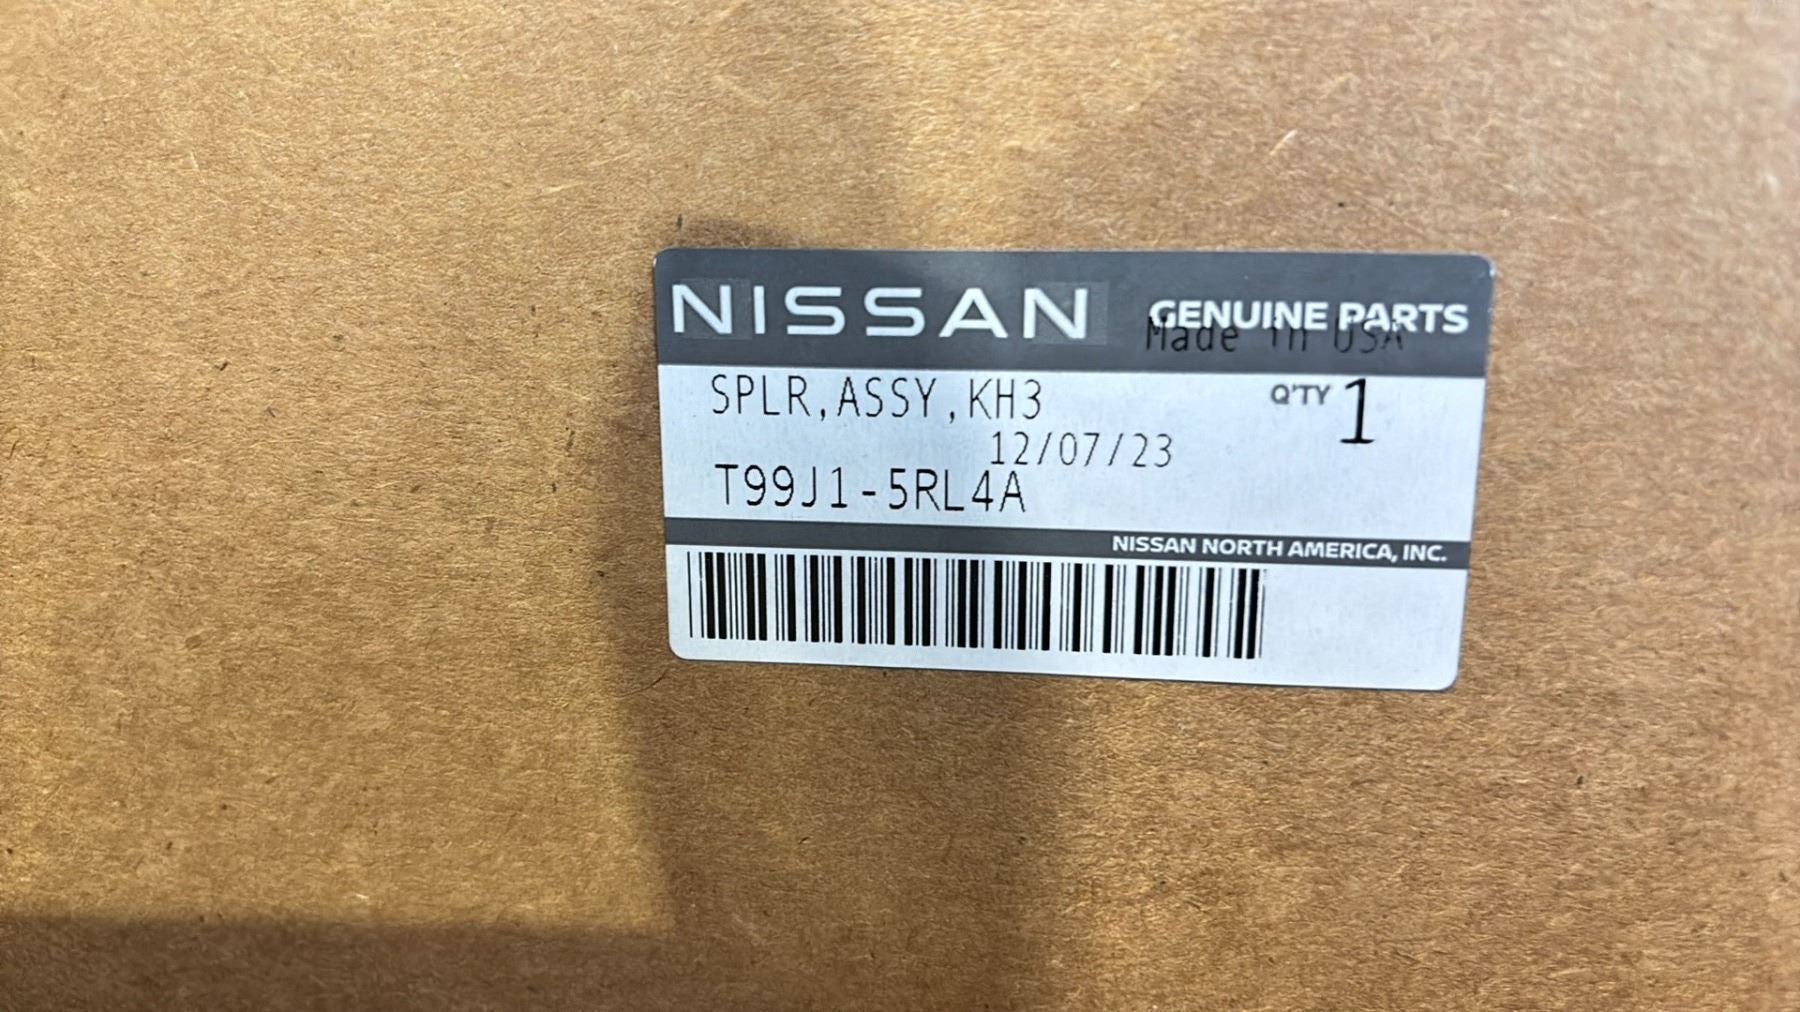 NISSAN GENUINE PARTS
Made in USA
SPLR,ASSY,KH3 Q'TY 1
12/07/23
T99J1-5RL4A
NISSAN NORTH AMERICA, INC.